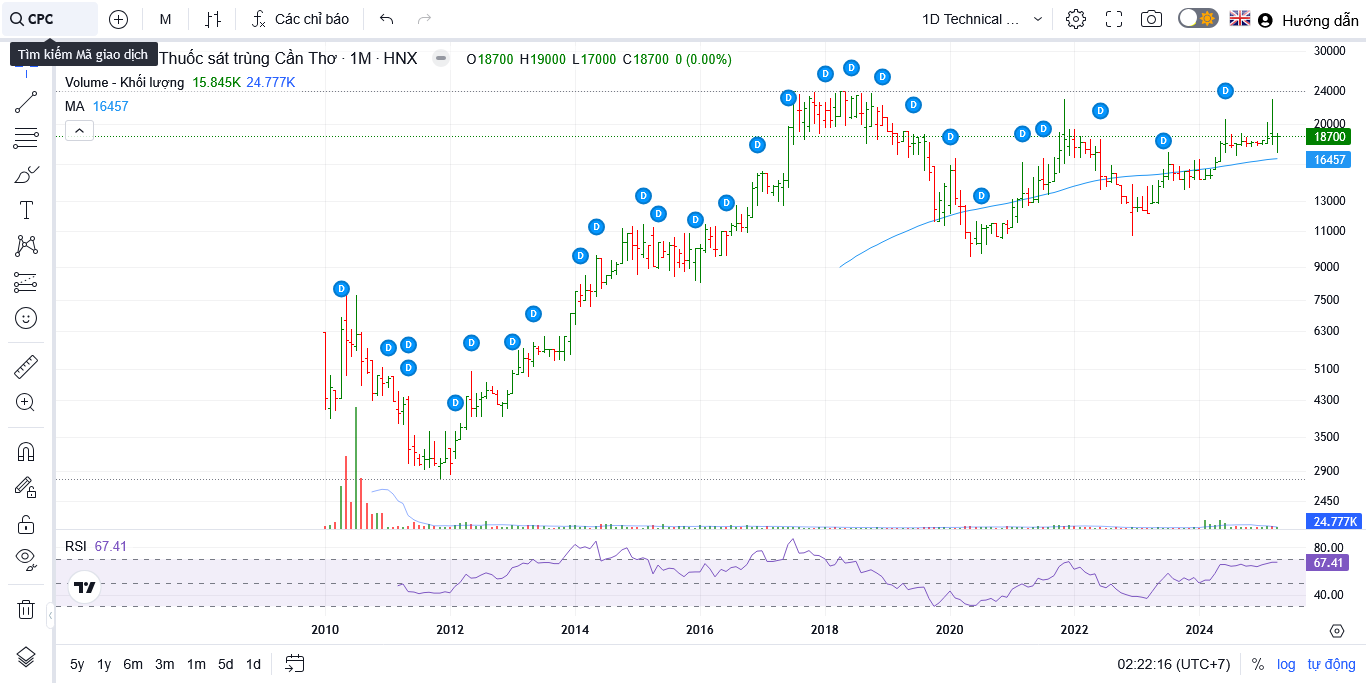 CPC M Các chỉ báo 1D Technical ... Hướng dẫn
Tìm kiếm Mã giao dịch
Thuốc sát trùng Cần Thơ · 1M · HNX O18700 H19000 L17000 C18700 0 (0.00%)
Volume - Khối lượng 15.845K 24.777K
MA 16457
30000
24000
20000
18700
16457
13000
11000
9000
7500
6300
5100
4300
3500
2900
2450
24.777K
D D D D D D D D D D D D D D D D D D D D D D D D D D D D D D
RSI 67.41
80.00
67.41
40.00
2010 2012 2014 2016 2018 2020 2022 2024
5y 1y 6m 3m 1m 5d 1d 02:22:16 (UTC+7) % log tự động